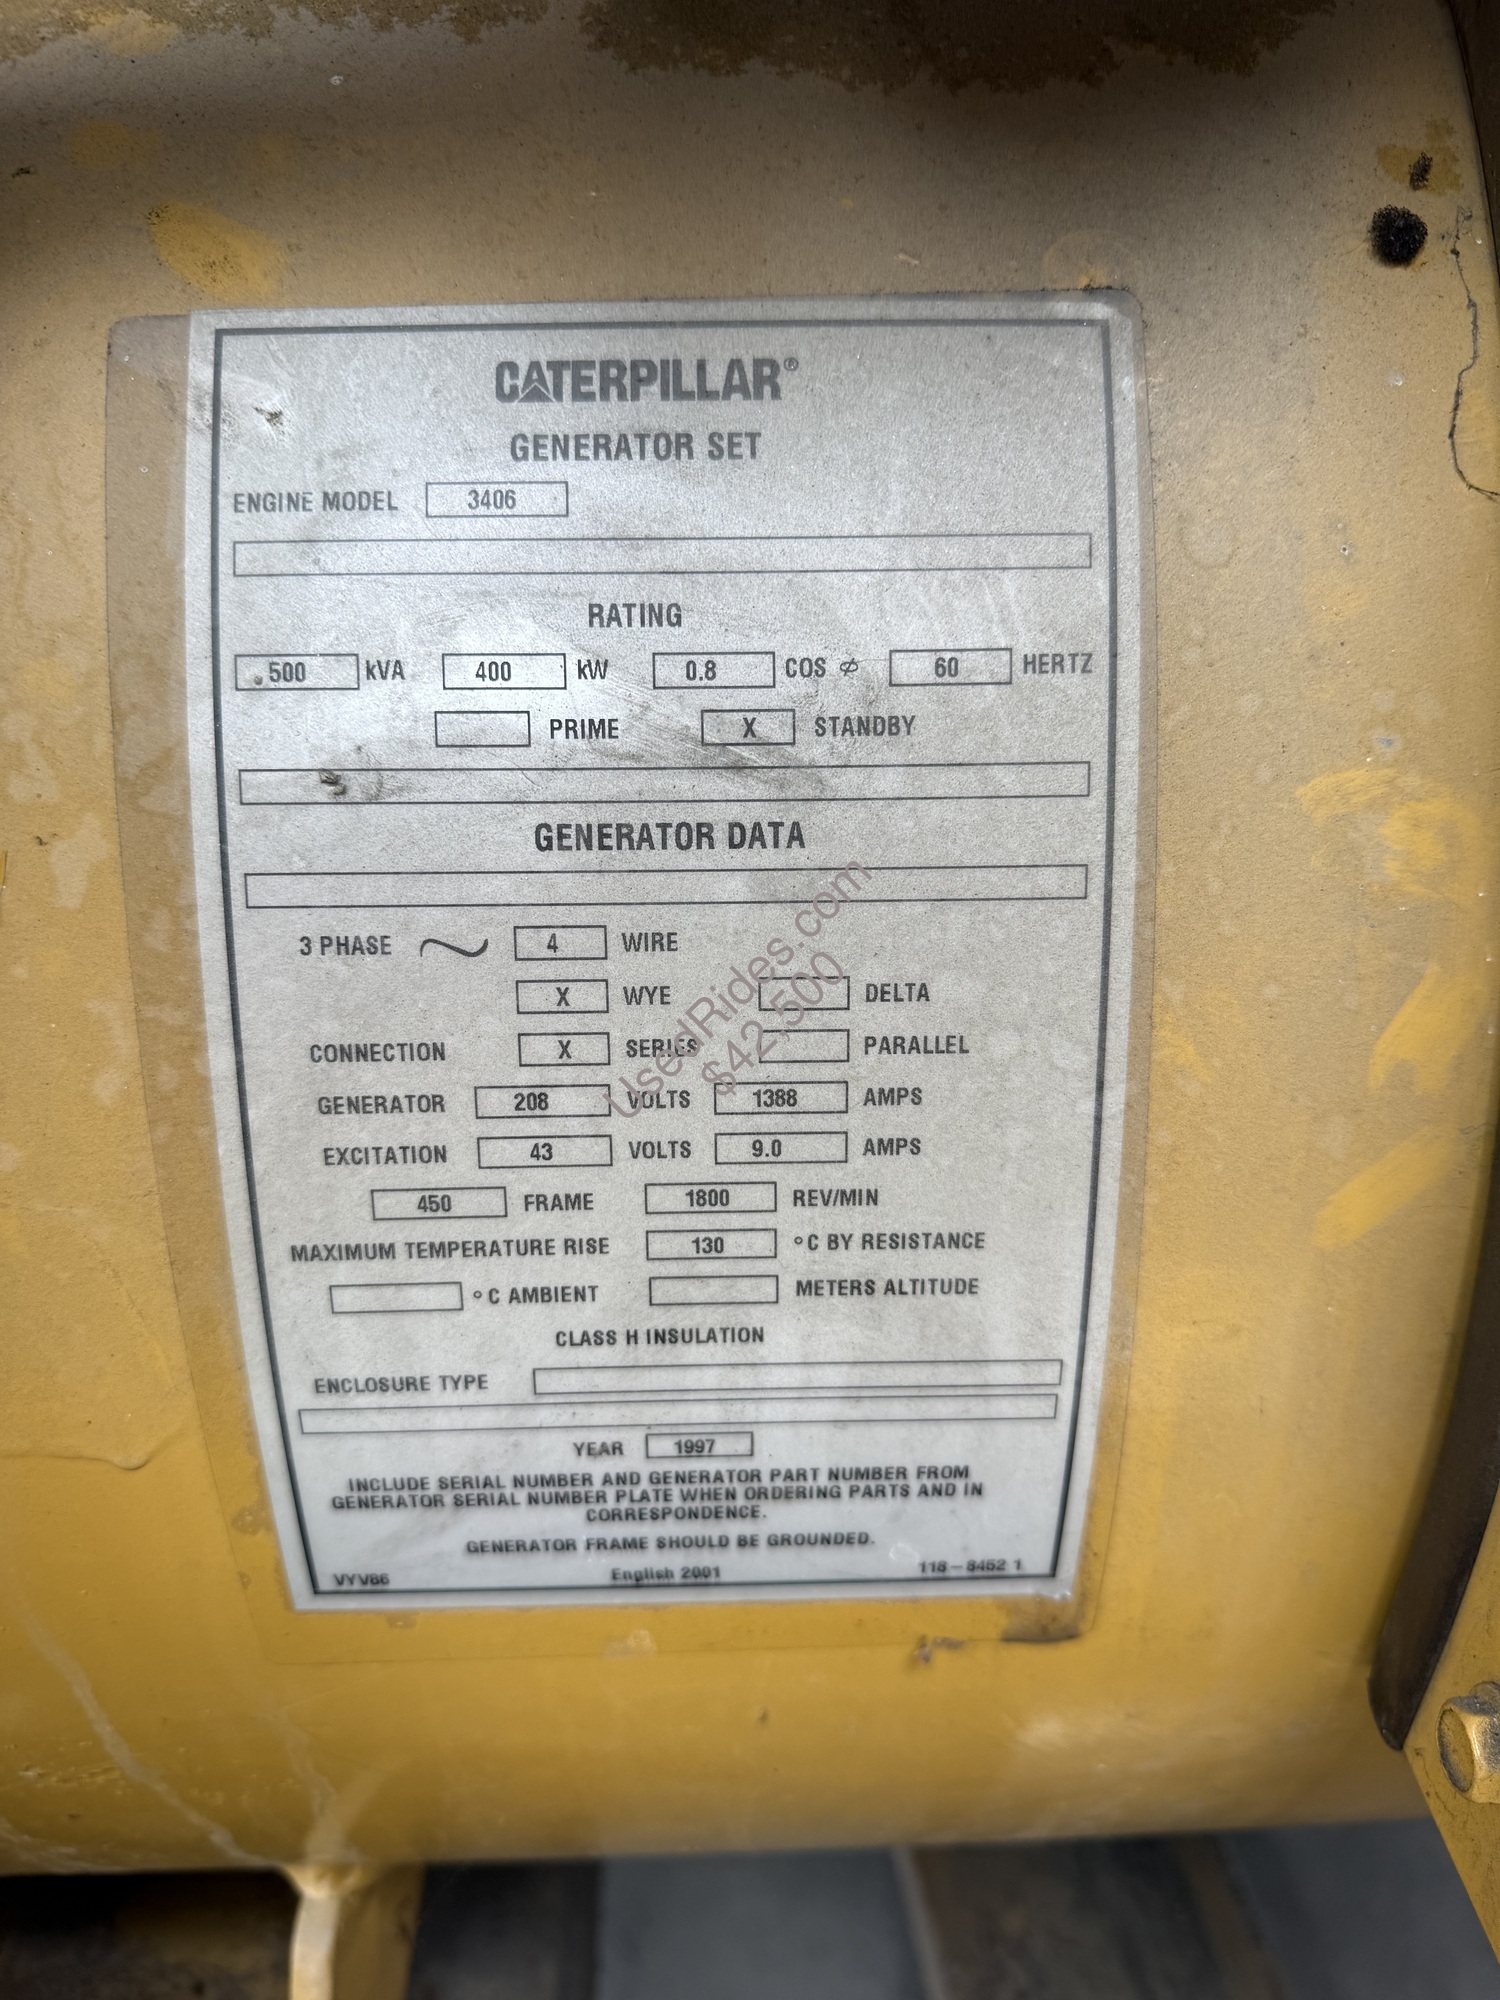 CATERPILLAR®
GENERATOR SET
ENGINE MODEL 3406
RATING
500 kVA 400 kW 0.8 COS ϕ 60 HERTZ
PRIME X STANDBY
GENERATOR DATA
3 PHASE ~ 4 WIRE
X WYE DELTA
CONNECTION X SERIES PARALLEL
GENERATOR 208 VOLTS 1388 AMPS
EXCITATION 43 VOLTS 9.0 AMPS
450 FRAME 1800 REV/MIN
MAXIMUM TEMPERATURE RISE 130 °C BY RESISTANCE
°C AMBIENT METERS ALTITUDE
CLASS H INSULATION
ENCLOSURE TYPE
YEAR 1997
INCLUDE SERIAL NUMBER AND GENERATOR PART NUMBER FROM
GENERATOR SERIAL NUMBER PLATE WHEN ORDERING PARTS AND IN
CORRESPONDENCE.
GENERATOR FRAME SHOULD BE GROUNDED.
VYV86 English 2001 118-8452 1
UsedRides.com
$42,500